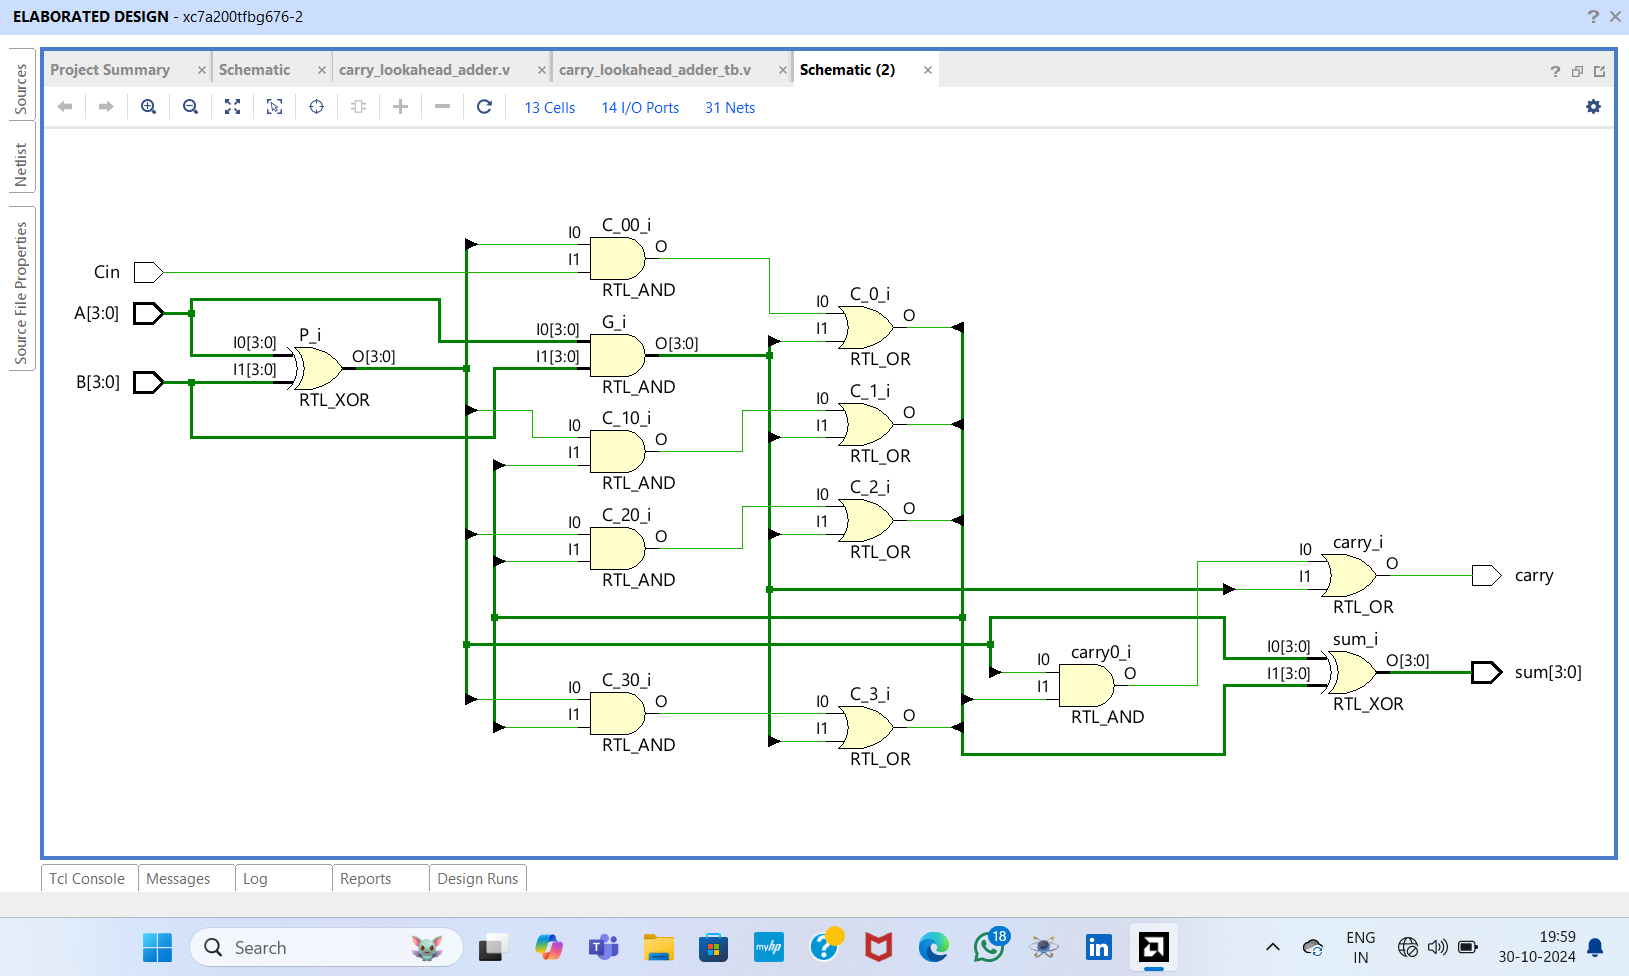 ELABORATED DESIGN - xc7a200tfbg676-2
Sources
Netlist
Source File Properties
Project Summary
Schematic
carry_lookahead_adder.v
carry_lookahead_adder_tb.v
Schematic (2)
13 Cells
14 I/O Ports
31 Nets
Cin
A[3:0]
B[3:0]
P_i
I0[3:0]
I1[3:0]
O[3:0]
RTL_XOR
C_00_i
I0
I1
O
RTL_AND
G_i
I0[3:0]
I1[3:0]
O[3:0]
RTL_AND
C_10_i
I0
I1
O
RTL_AND
C_20_i
I0
I1
O
RTL_AND
C_30_i
I0
I1
O
RTL_AND
C_0_i
I0
I1
O
RTL_OR
C_1_i
I0
I1
O
RTL_OR
C_2_i
I0
I1
O
RTL_OR
C_3_i
I0
I1
O
RTL_OR
carry0_i
I0
I1
O
RTL_AND
carry_i
I0
I1
O
RTL_OR
carry
sum_i
I0[3:0]
I1[3:0]
O[3:0]
RTL_XOR
sum[3:0]
Tcl Console
Messages
Log
Reports
Design Runs
Search
myhp
18
in
ENG
IN
19:59
30-10-2024